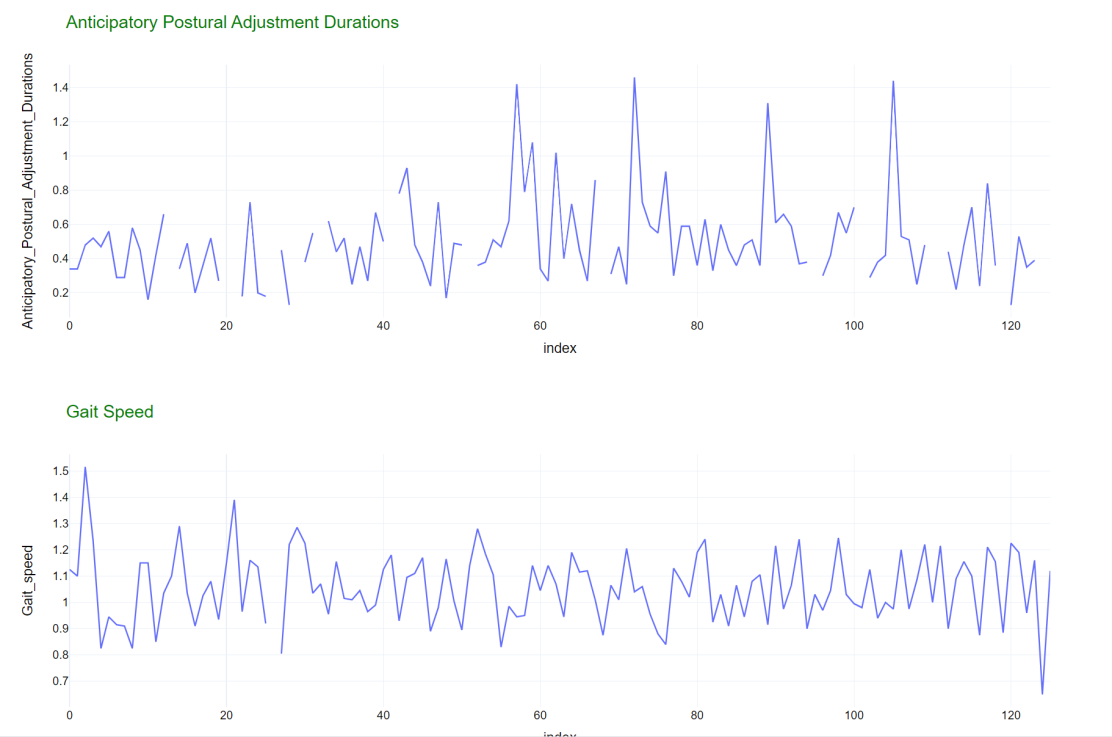 Anticipatory Postural Adjustment Durations
Anticipatory_Postural_Adjustment_Durations
1.4
1.2
1
0.8
0.6
0.4
0.2
0 20 40 60 80 100 120
index
Gait Speed
Gait_speed
1.5
1.4
1.3
1.2
1.1
1
0.9
0.8
0.7
0 20 40 60 80 100 120
index